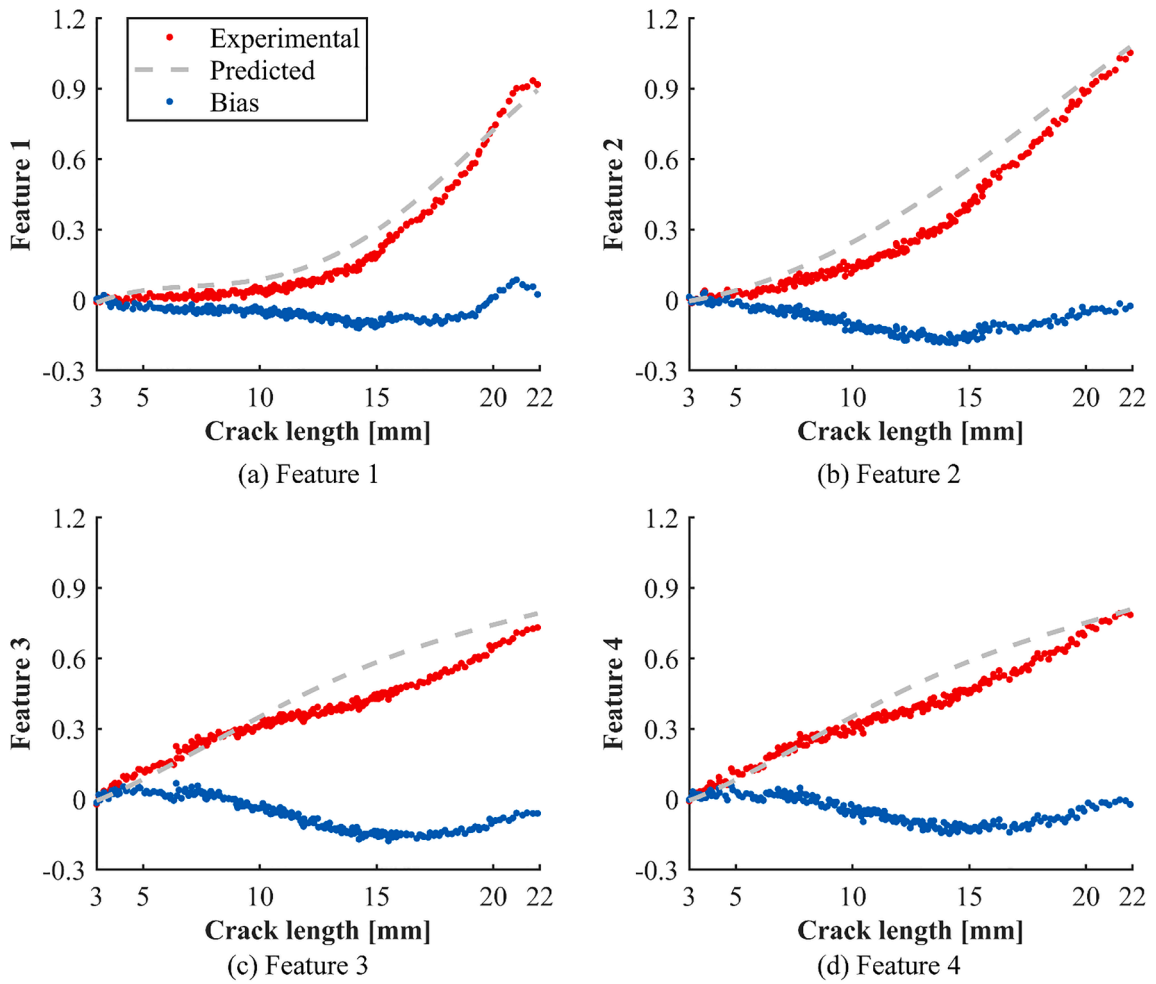 1.2
0.9
0.6
0.3
0
-0.3
Feature 1
Experimental
Predicted
Bias
3 5 10 15 20 22
Crack length [mm]
(a) Feature 1
1.2
0.9
0.6
0.3
0
-0.3
Feature 2
3 5 10 15 20 22
Crack length [mm]
(b) Feature 2
1.2
0.9
0.6
0.3
0
-0.3
Feature 3
3 5 10 15 20 22
Crack length [mm]
(c) Feature 3
1.2
0.9
0.6
0.3
0
-0.3
Feature 4
3 5 10 15 20 22
Crack length [mm]
(d) Feature 4